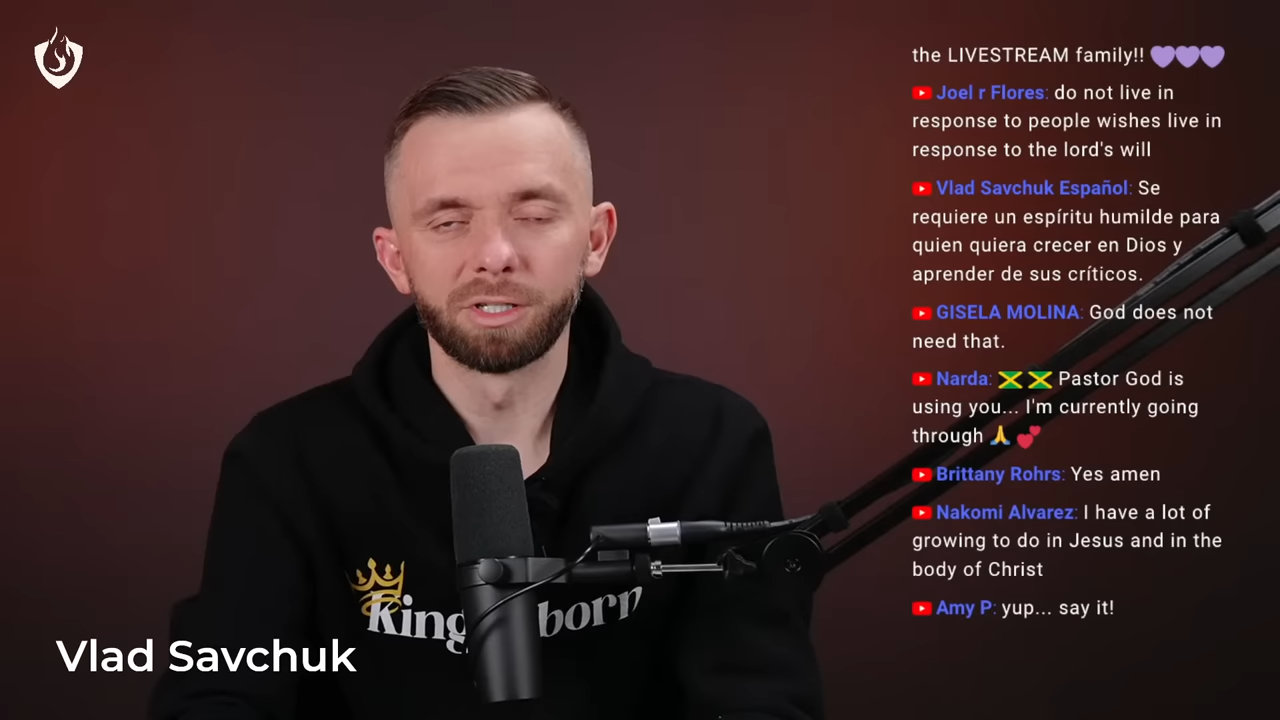 the LIVESTREAM family!! 💜💜💜
Joel r Flores: do not live in
response to people wishes live in
response to the lord's will
Vlad Savchuk Español: Se
requiere un espíritu humilde para
quien quiera crecer en Dios y
aprender de sus críticos.
GISELA MOLINA: God does not
need that.
Narda: 🇯🇲 🇯🇲 Pastor God is
using you... I'm currently going
through 🙏 💕
Brittany Rohrs: Yes amen
Nakomi Alvarez: I have a lot of
growing to do in Jesus and in the
body of Christ
Amy P: yup... say it!
King born
Vlad Savchuk